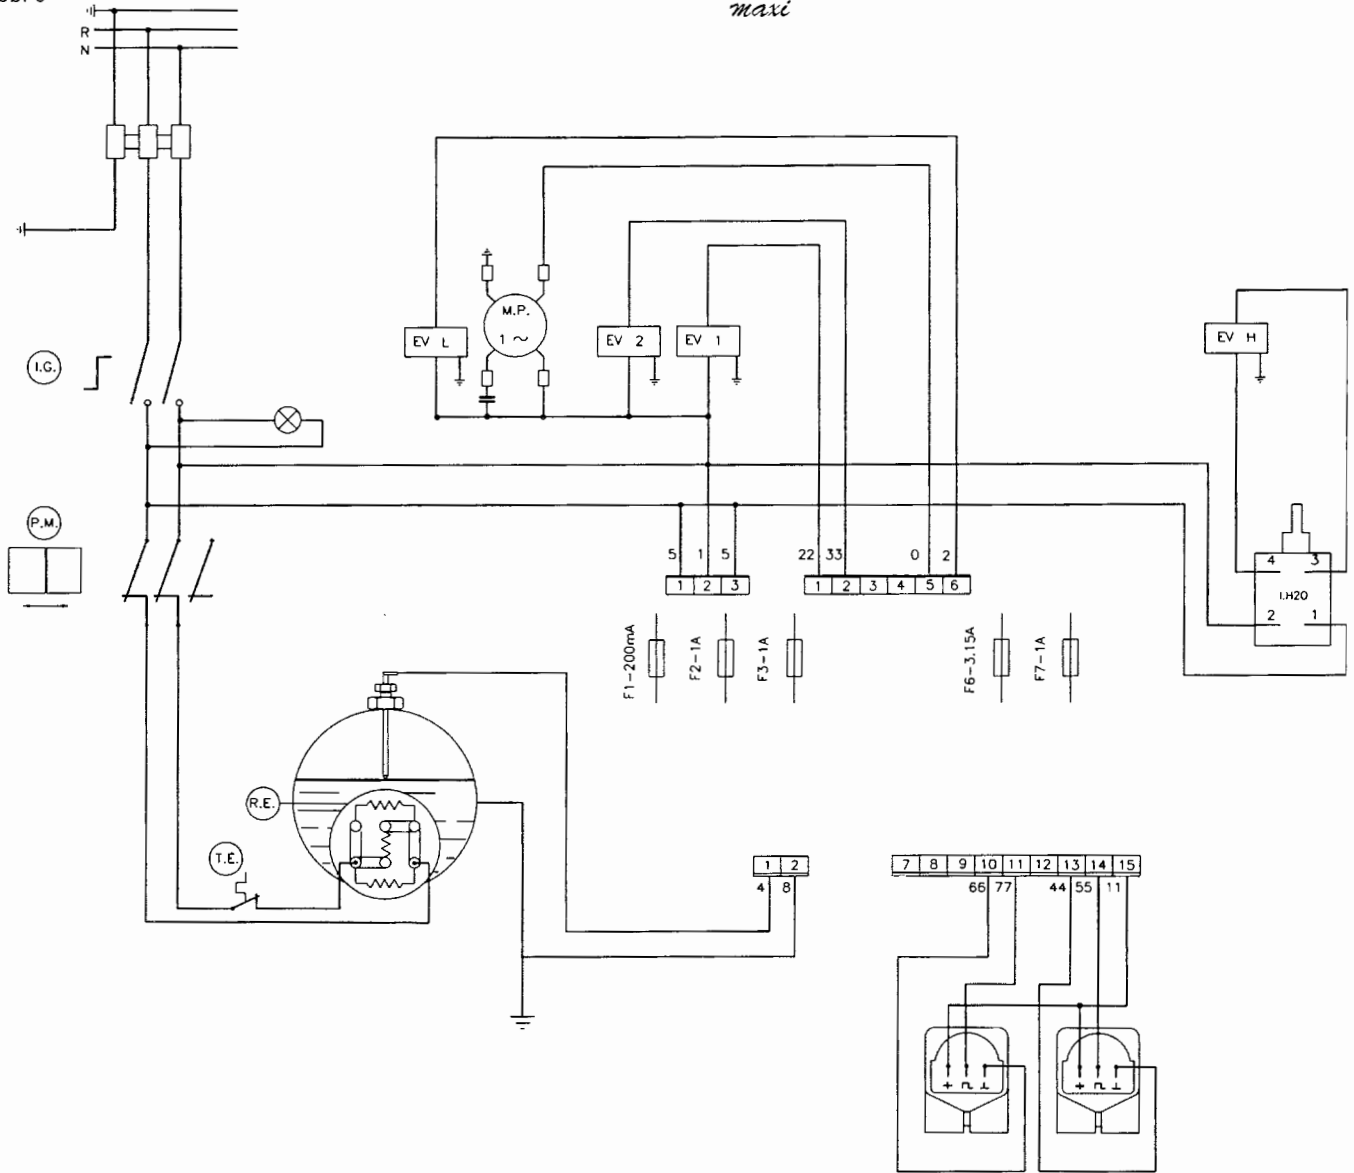 maxi
R
N
M.P.
1 ~
EV L
EV 2
EV 1
EV H
I.G.
P.M.
5 1 5
22 33 0 2
1 2 3
1 2 3 4 5 6
4 3
I.H2O
2 1
F1-200mA
F2-1A
F3-1A
F6-3.15A
F7-1A
R.E.
T.E.
1 2
7 8 9 10 11 12 13 14 15
4 8
66 77 44 55 11
+
+